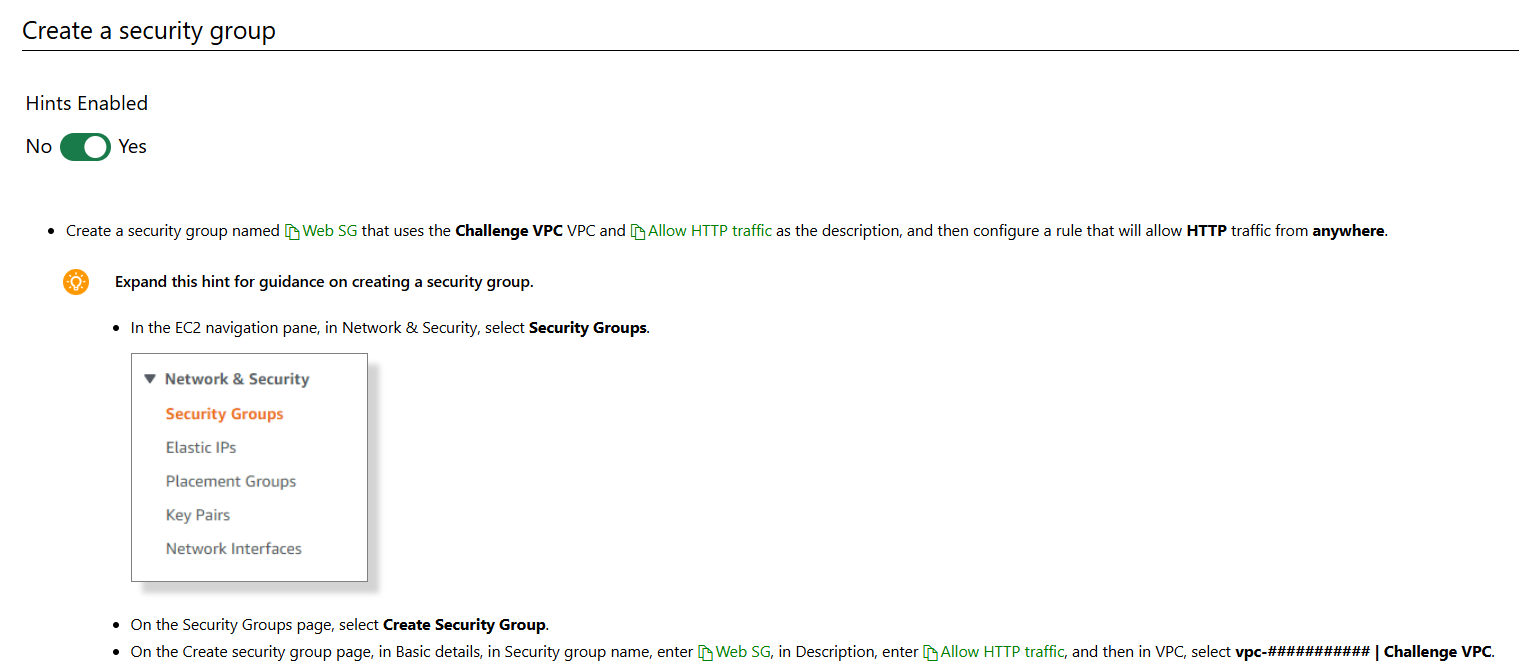 Create a security group
Hints Enabled
No Yes
Create a security group named Web SG that uses the Challenge VPC VPC and Allow HTTP traffic as the description, and then configure a rule that will allow HTTP traffic from anywhere.
Expand this hint for guidance on creating a security group.
In the EC2 navigation pane, in Network & Security, select Security Groups.
Network & Security
Security Groups
Elastic IPs
Placement Groups
Key Pairs
Network Interfaces
On the Security Groups page, select Create Security Group.
On the Create security group page, in Basic details, in Security group name, enter Web SG, in Description, enter Allow HTTP traffic, and then in VPC, select vpc-########### | Challenge VPC.